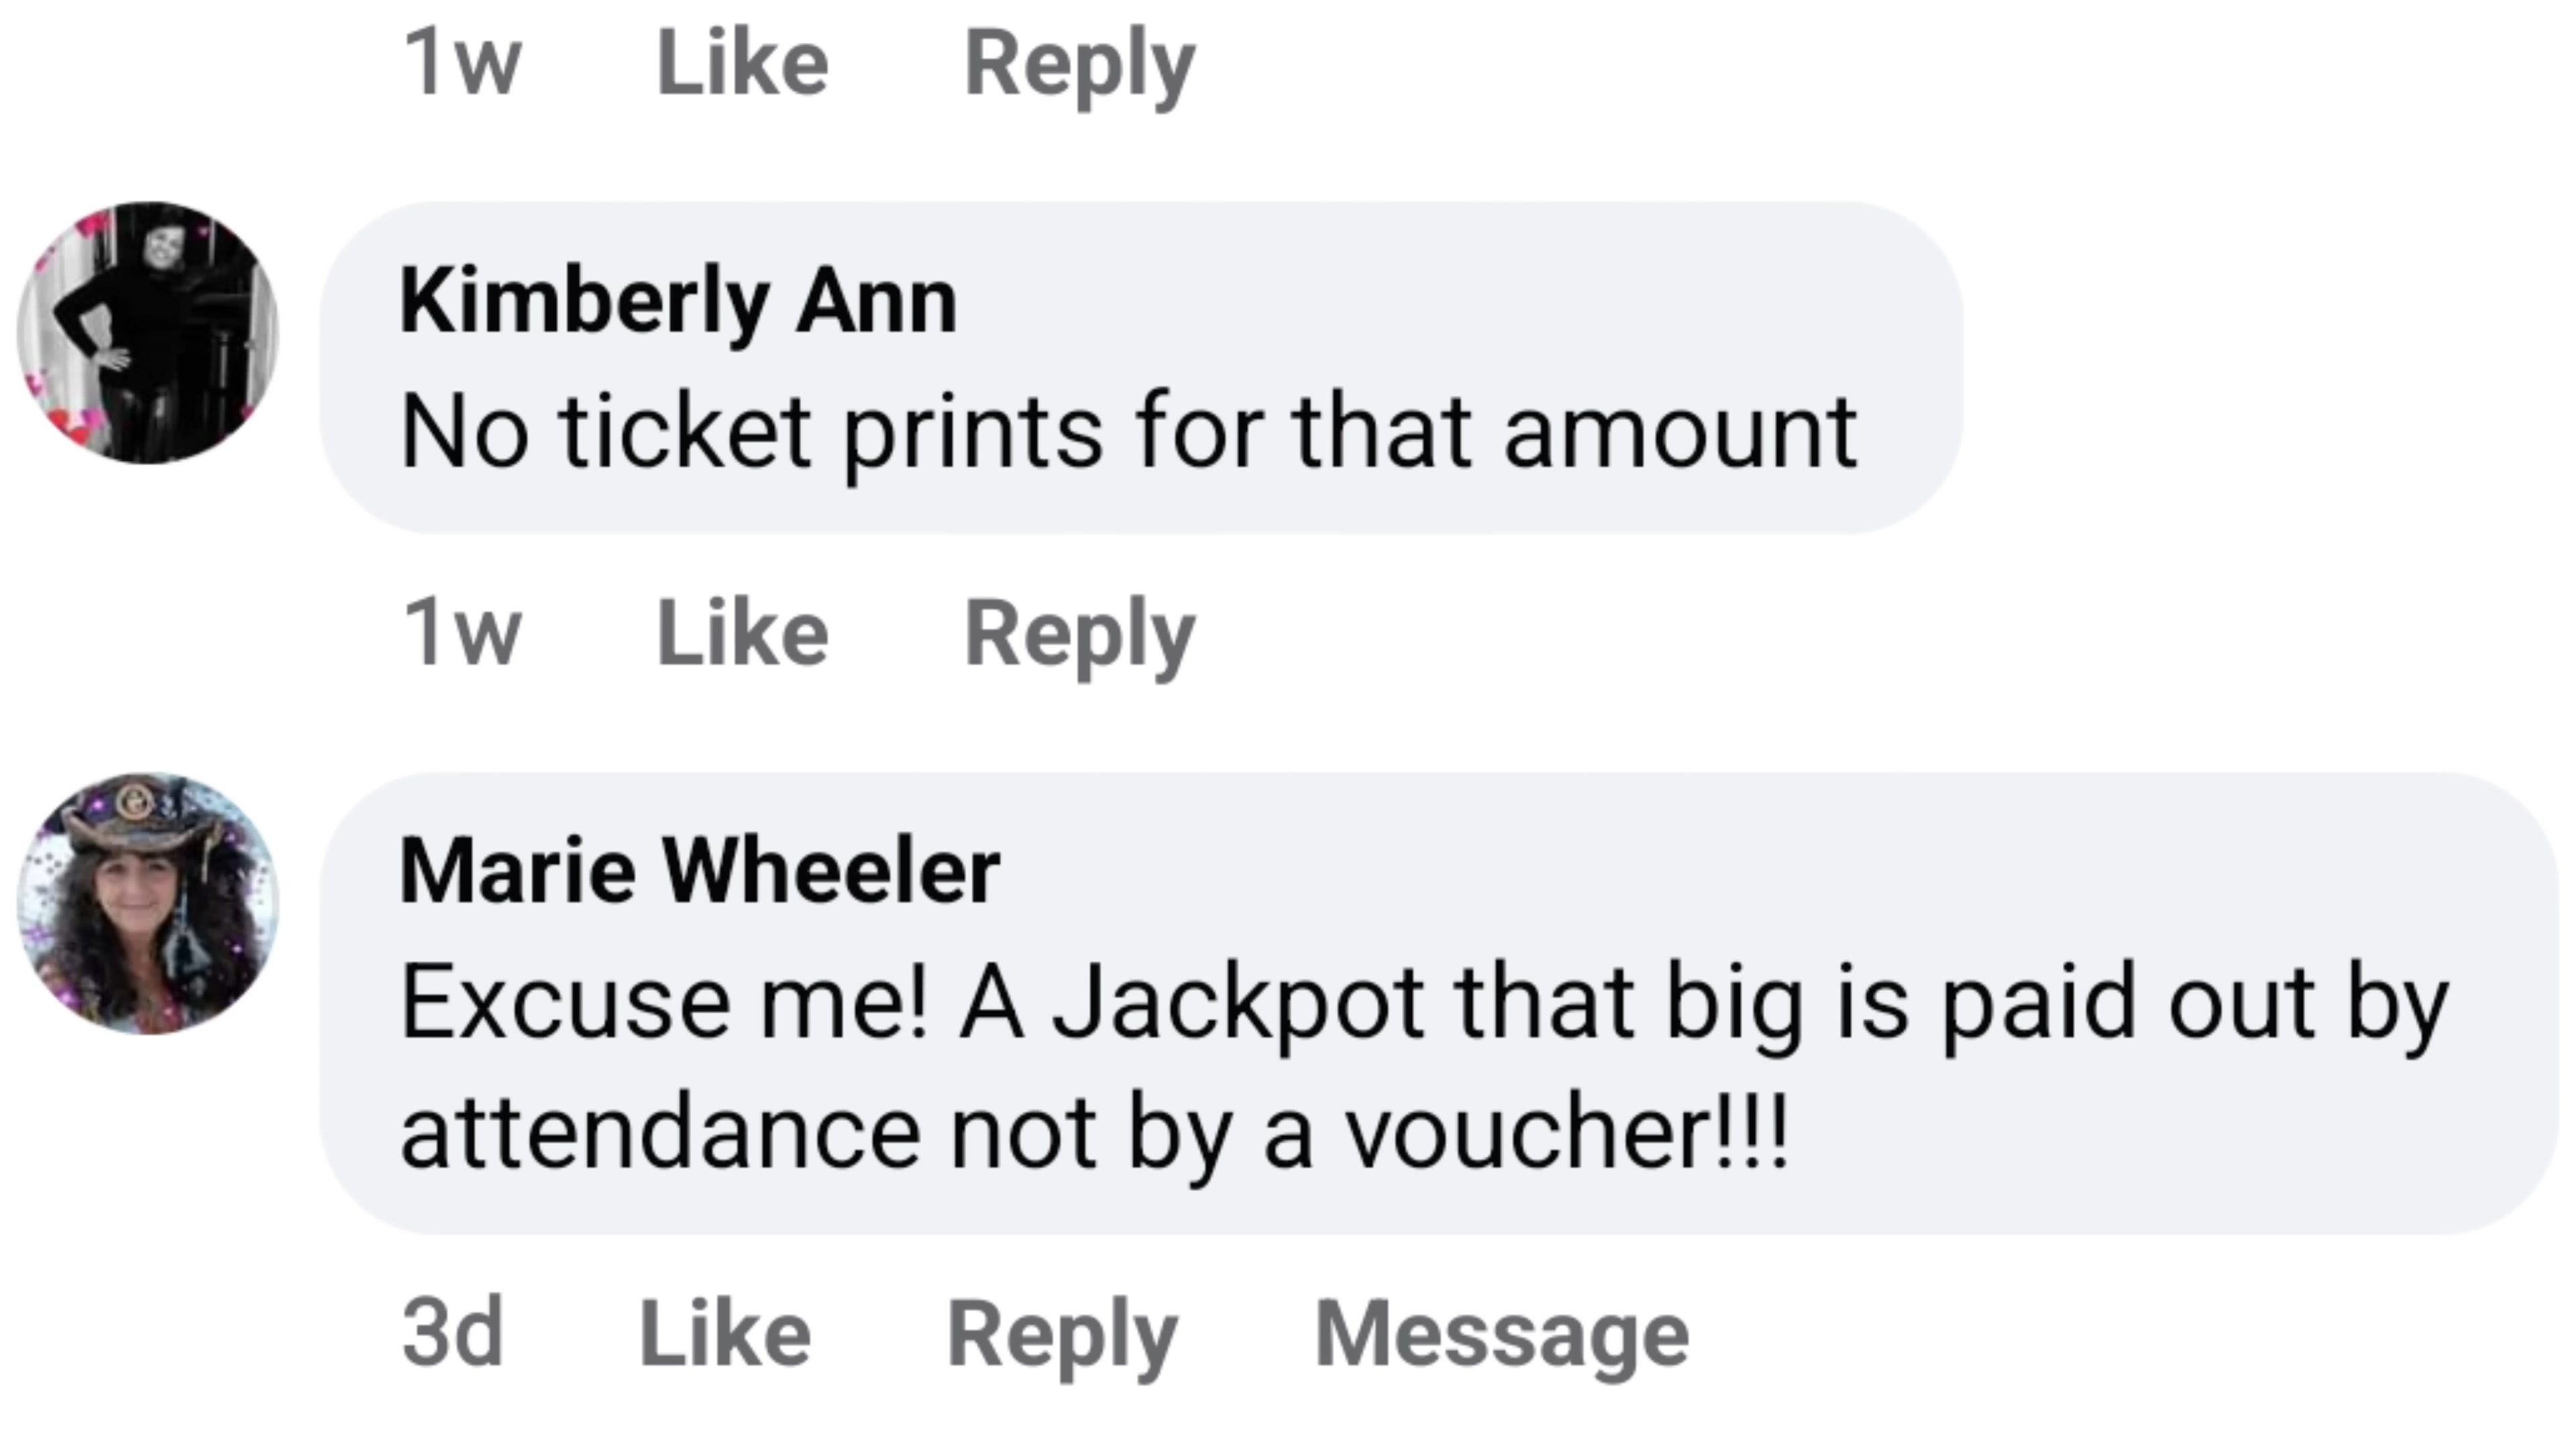 1w Like Reply
Kimberly Ann
No ticket prints for that amount
1w Like Reply
Marie Wheeler
Excuse me! A Jackpot that big is paid out by
attendance not by a voucher!!!
3d Like Reply Message